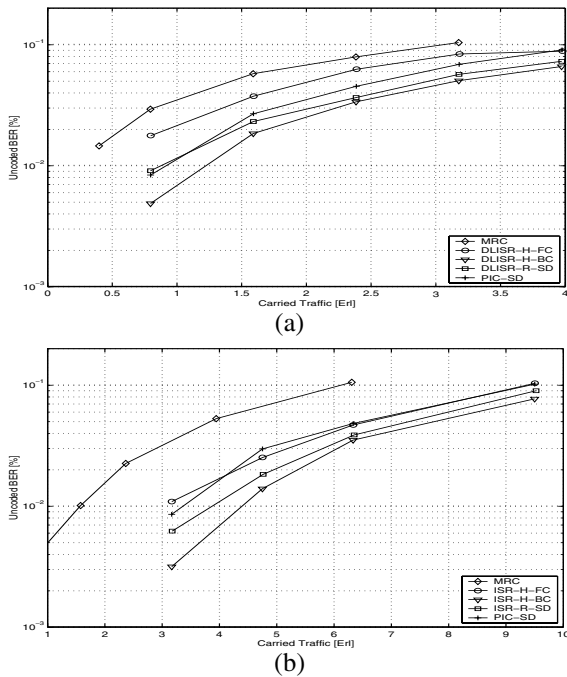 10⁻¹
10⁻²
10⁻³
Uncoded BER [%]
0 0.5 1 1.5 2 2.5 3 3.5 4
Carried Traffic [Erl]
MRC
DLISR−H−FC
DLISR−H−BC
DLISR−R−SD
PIC−SD
(a)
10⁻¹
10⁻²
10⁻³
Uncoded BER [%]
1 2 3 4 5 6 7 8 9 10
Carried Traffic [Erl]
MRC
ISR−H−FC
ISR−H−BC
ISR−R−SD
PIC−SD
(b)